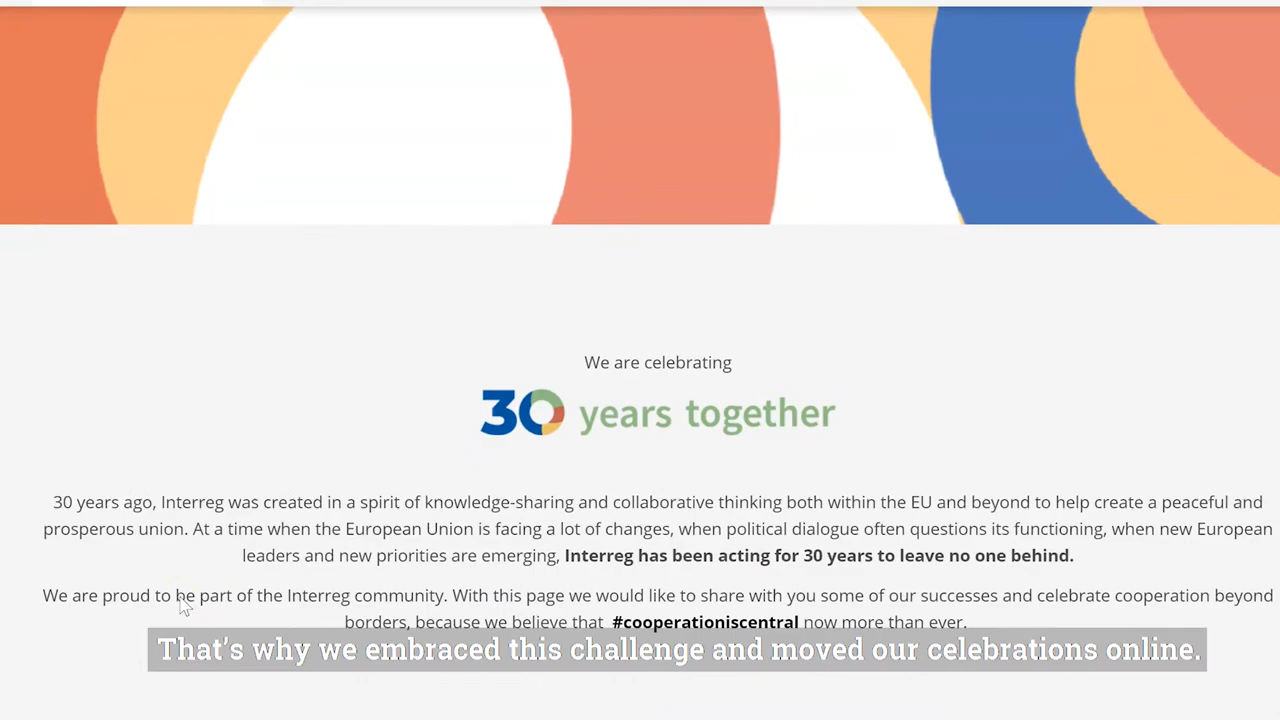 We are celebrating
30 years together
30 years ago, Interreg was created in a spirit of knowledge-sharing and collaborative thinking both within the EU and beyond to help create a peaceful and
prosperous union. At a time when the European Union is facing a lot of changes, when political dialogue often questions its functioning, when new European
leaders and new priorities are emerging, Interreg has been acting for 30 years to leave no one behind.
We are proud to be part of the Interreg community. With this page we would like to share with you some of our successes and celebrate cooperation beyond
borders, because we believe that #cooperationiscentral now more than ever.
That's why we embraced this challenge and moved our celebrations online.